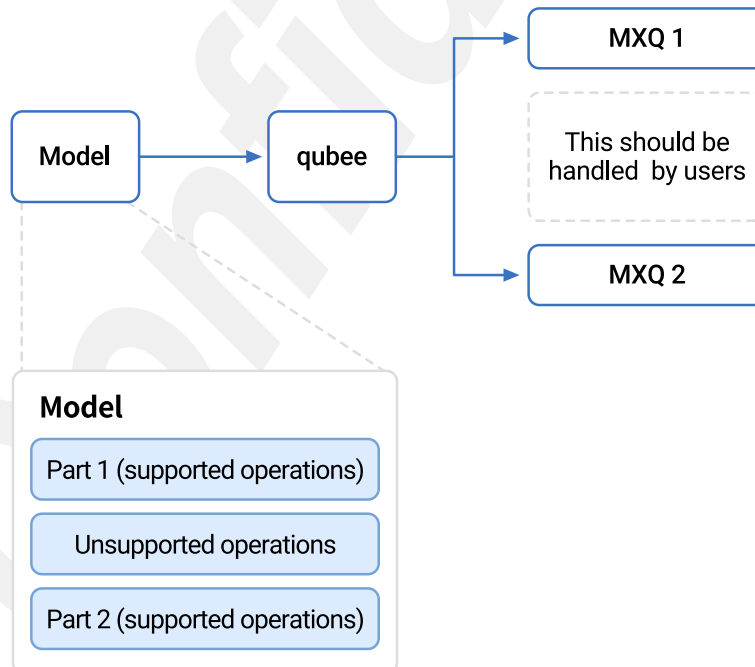 MXQ 1
Model
qubee
This should be
handled by users
MXQ 2
Model
Part 1 (supported operations)
Unsupported operations
Part 2 (supported operations)